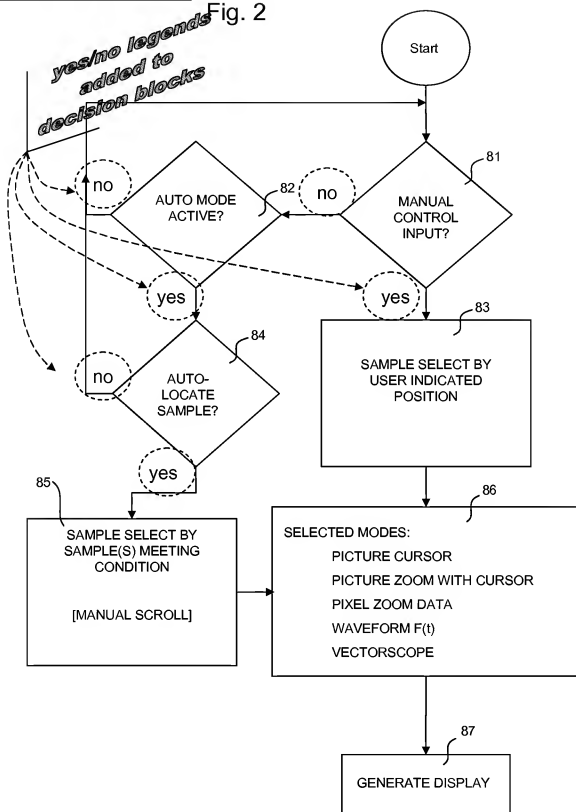 Fig. 2
yes/no legends
added to
decision blocks
Start
81
MANUAL
CONTROL
INPUT?
no
82
AUTO MODE
ACTIVE?
no
yes
yes
83
SAMPLE SELECT BY
USER INDICATED
POSITION
84
AUTO-
LOCATE
SAMPLE?
no
yes
85
SAMPLE SELECT BY
SAMPLE(S) MEETING
CONDITION
[MANUAL SCROLL]
86
SELECTED MODES:
PICTURE CURSOR
PICTURE ZOOM WITH CURSOR
PIXEL ZOOM DATA
WAVEFORM F(t)
VECTORSCOPE
87
GENERATE DISPLAY